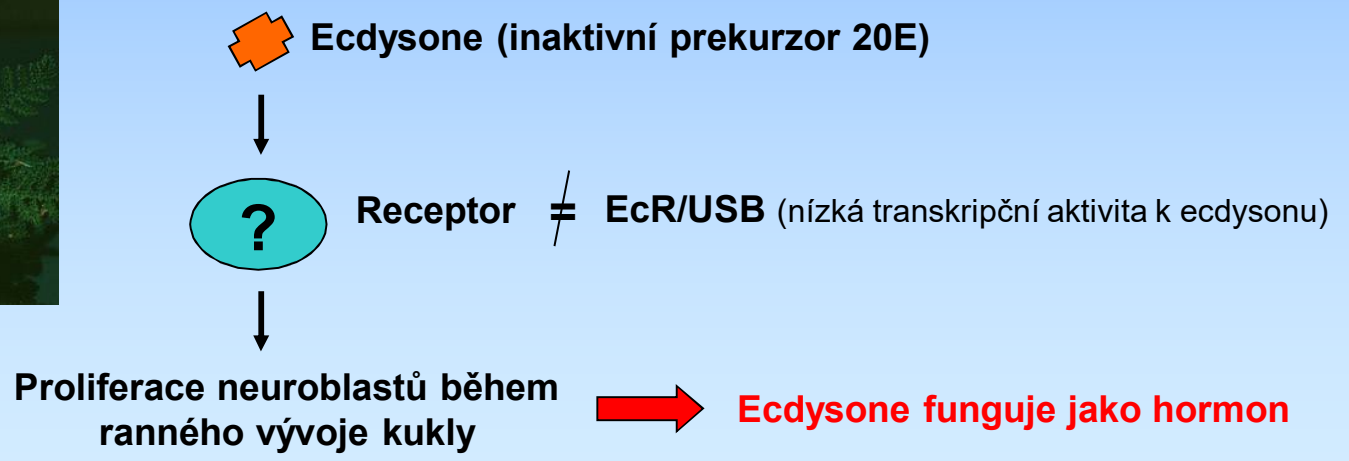 Ecdysone (inaktivní prekurzor 20E)
? Receptor ≠ EcR/USB (nízká transkripční aktivita k ecdysonu)
Proliferace neuroblastů během
ranného vývoje kukly
Ecdysone funguje jako hormon